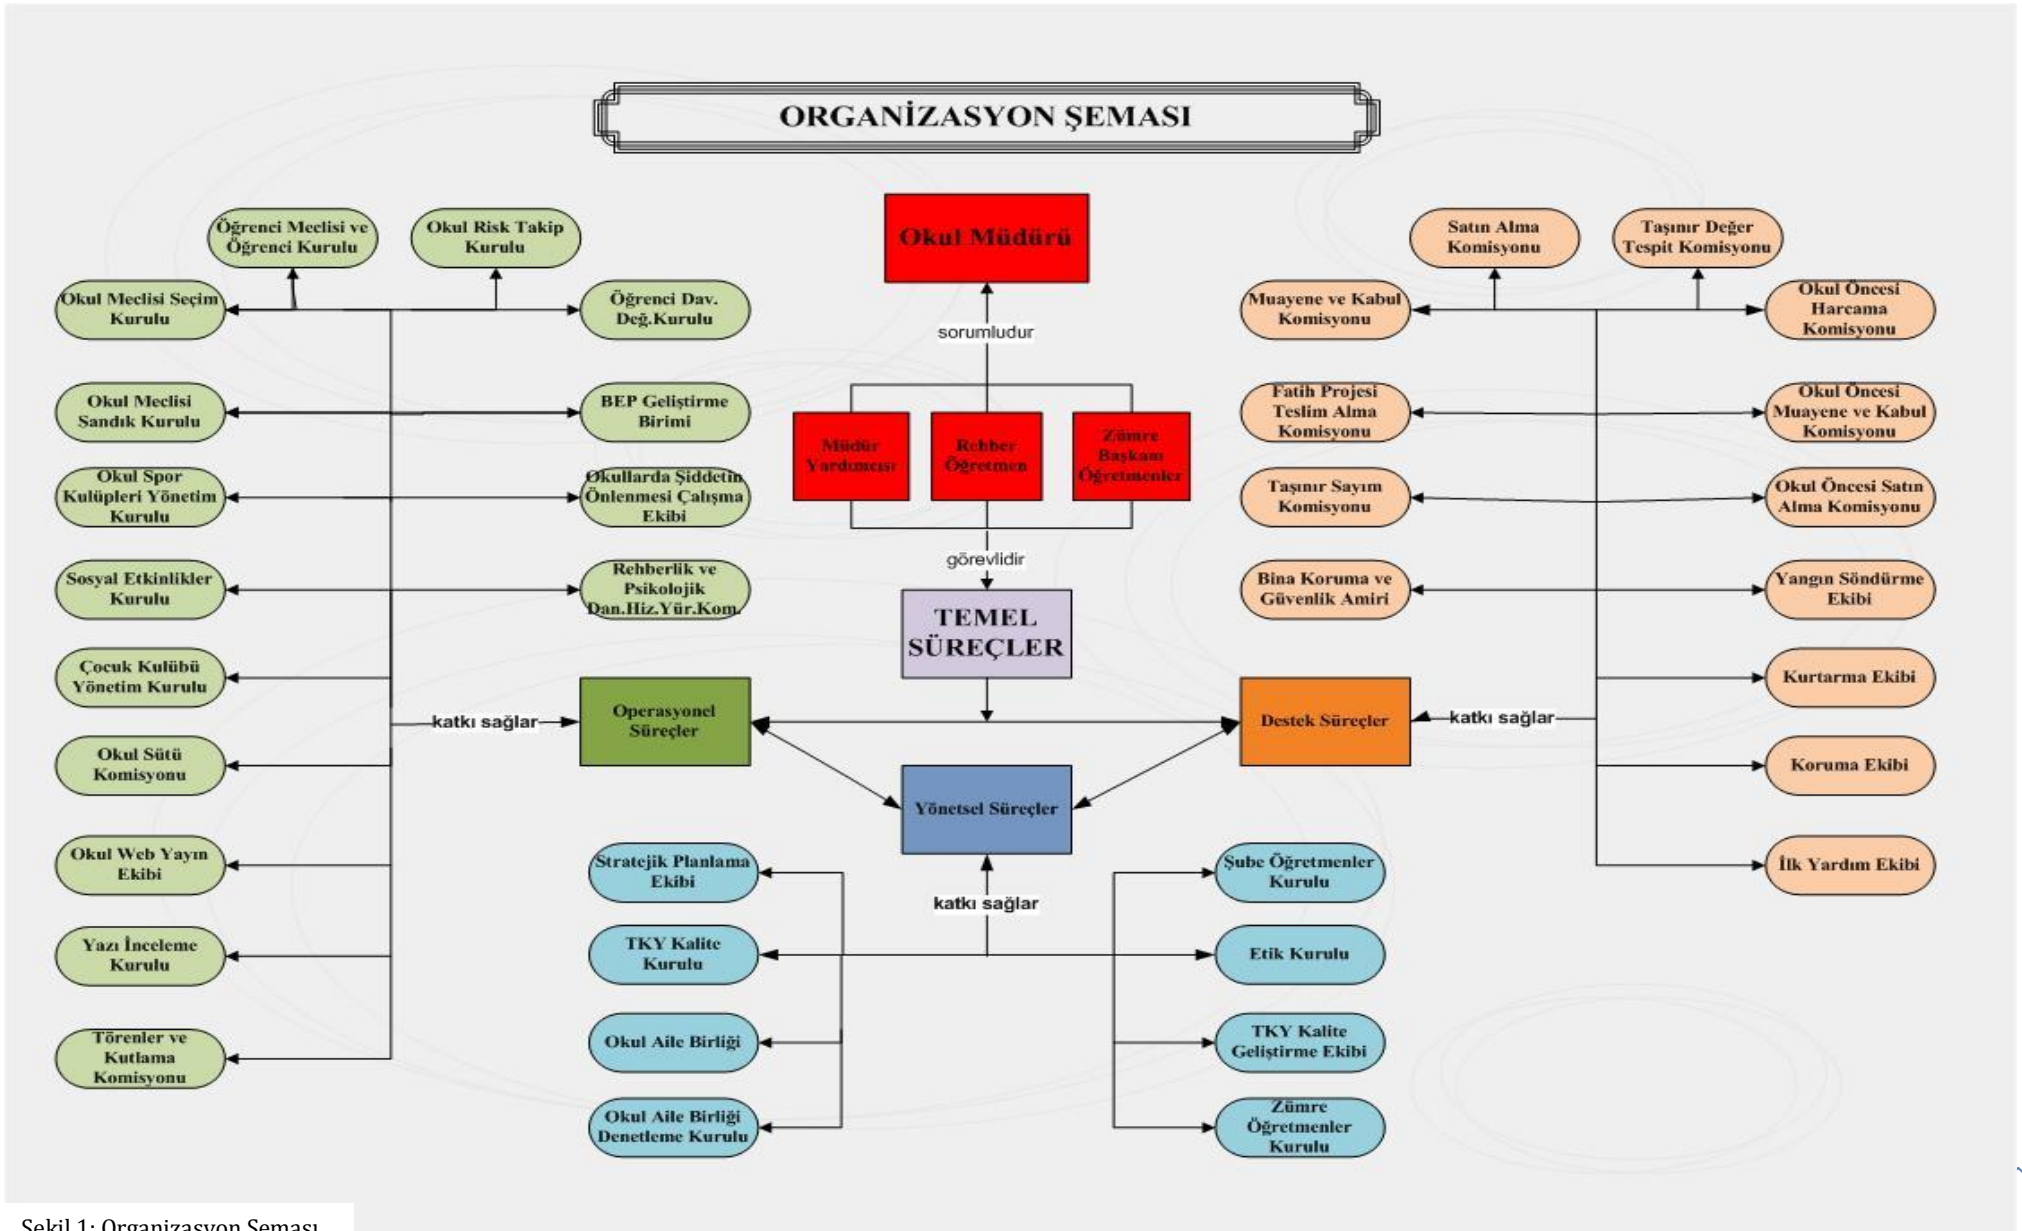 ORGANİZASYON ŞEMASI
Okul Müdürü
sorumludur
Müdür
Yardımcısı
Rehber
Öğretmen
Zümre
Başkanı
Öğretmenler
görevlidir
TEMEL
SÜREÇLER
Öğrenci Meclisi ve
Öğrenci Kurulu
Okul Risk Takip
Kurulu
Okul Meclisi Seçim
Kurulu
Öğrenci Dav.
Değ.Kurulu
Okul Meclisi
Sandık Kurulu
BEP Geliştirme
Birimi
Okul Spor
Kulüpleri Yönetim
Kurulu
Okullarda Şiddetin
Önlenmesi Çalışma
Ekibi
Sosyal Etkinlikler
Kurulu
Rehberlik ve
Psikolojik
Dan.Hiz.Yür.Kom.
Çocuk Kulübü
Yönetim Kurulu
Okul Sütü
Komisyonu
Okul Web Yayın
Ekibi
Yazı İnceleme
Kurulu
Törenler ve
Kutlama
Komisyonu
katkı sağlar
Operasyonel
Süreçler
Yönetsel Süreçler
Destek Süreçler
katkı sağlar
Satın Alma
Komisyonu
Taşınır Değer
Tespit Komisyonu
Muayene ve Kabul
Komisyonu
Okul Öncesi
Harcama
Komisyonu
Fatih Projesi
Teslim Alma
Komisyonu
Okul Öncesi
Muayene ve Kabul
Komisyonu
Taşınır Sayım
Komisyonu
Okul Öncesi Satın
Alma Komisyonu
Bina Koruma ve
Güvenlik Amiri
Yangın Söndürme
Ekibi
Kurtarma Ekibi
Koruma Ekibi
İlk Yardım Ekibi
katkı sağlar
Stratejik Planlama
Ekibi
Şube Öğretmenler
Kurulu
TKY Kalite
Kurulu
Etik Kurulu
Okul Aile Birliği
TKY Kalite
Geliştirme Ekibi
Okul Aile Birliği
Denetleme Kurulu
Zümre
Öğretmenler
Kurulu
Şekil 1: Organizasyon Şeması